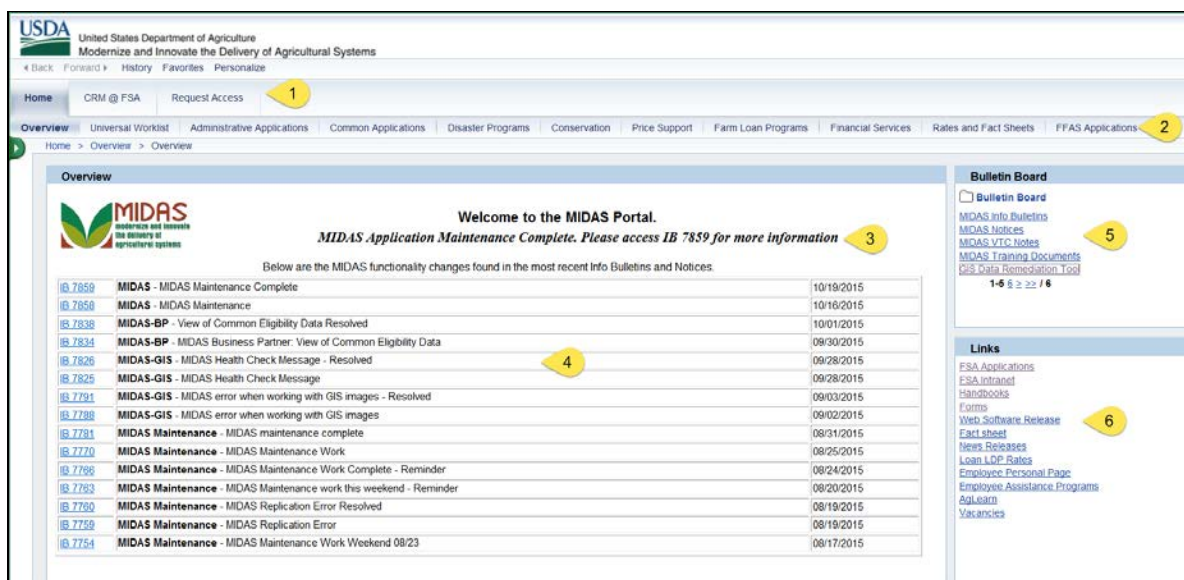 USDA
United States Department of Agriculture
Modernize and Innovate the Delivery of Agricultural Systems
Back Forward History Favorites Personalize
Home CRM @ FSA Request Access 1
Overview Universal Worklist Administrative Applications Common Applications Disaster Programs Conservation Price Support Farm Loan Programs Financial Services Rates and Fact Sheets FFAS Applications 2
Home > Overview > Overview
Overview
MIDAS
modernize and innovate
the delivery of
agricultural systems
Welcome to the MIDAS Portal.
MIDAS Application Maintenance Complete. Please access IB 7859 for more information 3
Below are the MIDAS functionality changes found in the most recent Info Bulletins and Notices.
IB 7859 MIDAS - MIDAS Maintenance Complete 10/19/2015
IB 7858 MIDAS - MIDAS Maintenance 10/16/2015
IB 7838 MIDAS-BP - View of Common Eligibility Data Resolved 10/01/2015
IB 7834 MIDAS-BP - MIDAS Business Partner: View of Common Eligibility Data 09/30/2015
IB 7826 MIDAS-GIS - MIDAS Health Check Message - Resolved 09/28/2015
4
IB 7825 MIDAS-GIS - MIDAS Health Check Message 09/28/2015
IB 7791 MIDAS-GIS - MIDAS error when working with GIS images - Resolved 09/03/2015
IB 7788 MIDAS-GIS - MIDAS error when working with GIS images 09/02/2015
IB 7781 MIDAS Maintenance - MIDAS maintenance complete 08/31/2015
IB 7770 MIDAS Maintenance - MIDAS Maintenance Work 08/25/2015
IB 7766 MIDAS Maintenance - MIDAS Maintenance Work Complete - Reminder 08/24/2015
IB 7763 MIDAS Maintenance - MIDAS Maintenance work this weekend - Reminder 08/20/2015
IB 7760 MIDAS Maintenance - MIDAS Replication Error Resolved 08/19/2015
IB 7759 MIDAS Maintenance - MIDAS Replication Error 08/19/2015
IB 7754 MIDAS Maintenance - MIDAS Maintenance Work Weekend 08/23 08/17/2015
Bulletin Board
Bulletin Board
MIDAS Info Bulletins
MIDAS Notices
MIDAS VTC Notes
5
MIDAS Training Documents
GIS Data Remediation Tool
1-5 6 > >> / 6
Links
FSA Applications
FSA Intranet
Handbooks
Forms
Web Software Release
6
Fact sheet
News Releases
Loan LDP Rates
Employee Personal Page
Employee Assistance Programs
AgLearn
Vacancies